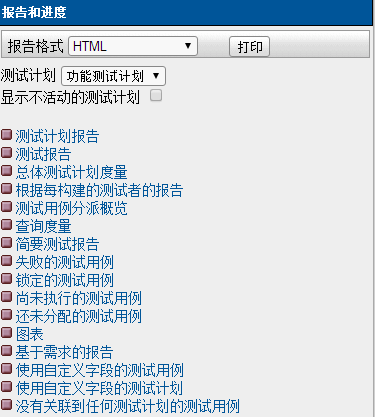 报告和进度
报告格式 HTML 打印
测试计划 功能测试计划
显示不活动的测试计划
测试计划报告
测试报告
总体测试计划度量
根据每构建的测试者的报告
测试用例分派概览
查询度量
简要测试报告
失败的测试用例
锁定的测试用例
尚未执行的测试用例
还未分配的测试用例
图表
基于需求的报告
使用自定义字段的测试用例
使用自定义字段的测试计划
没有关联到任何测试计划的测试用例